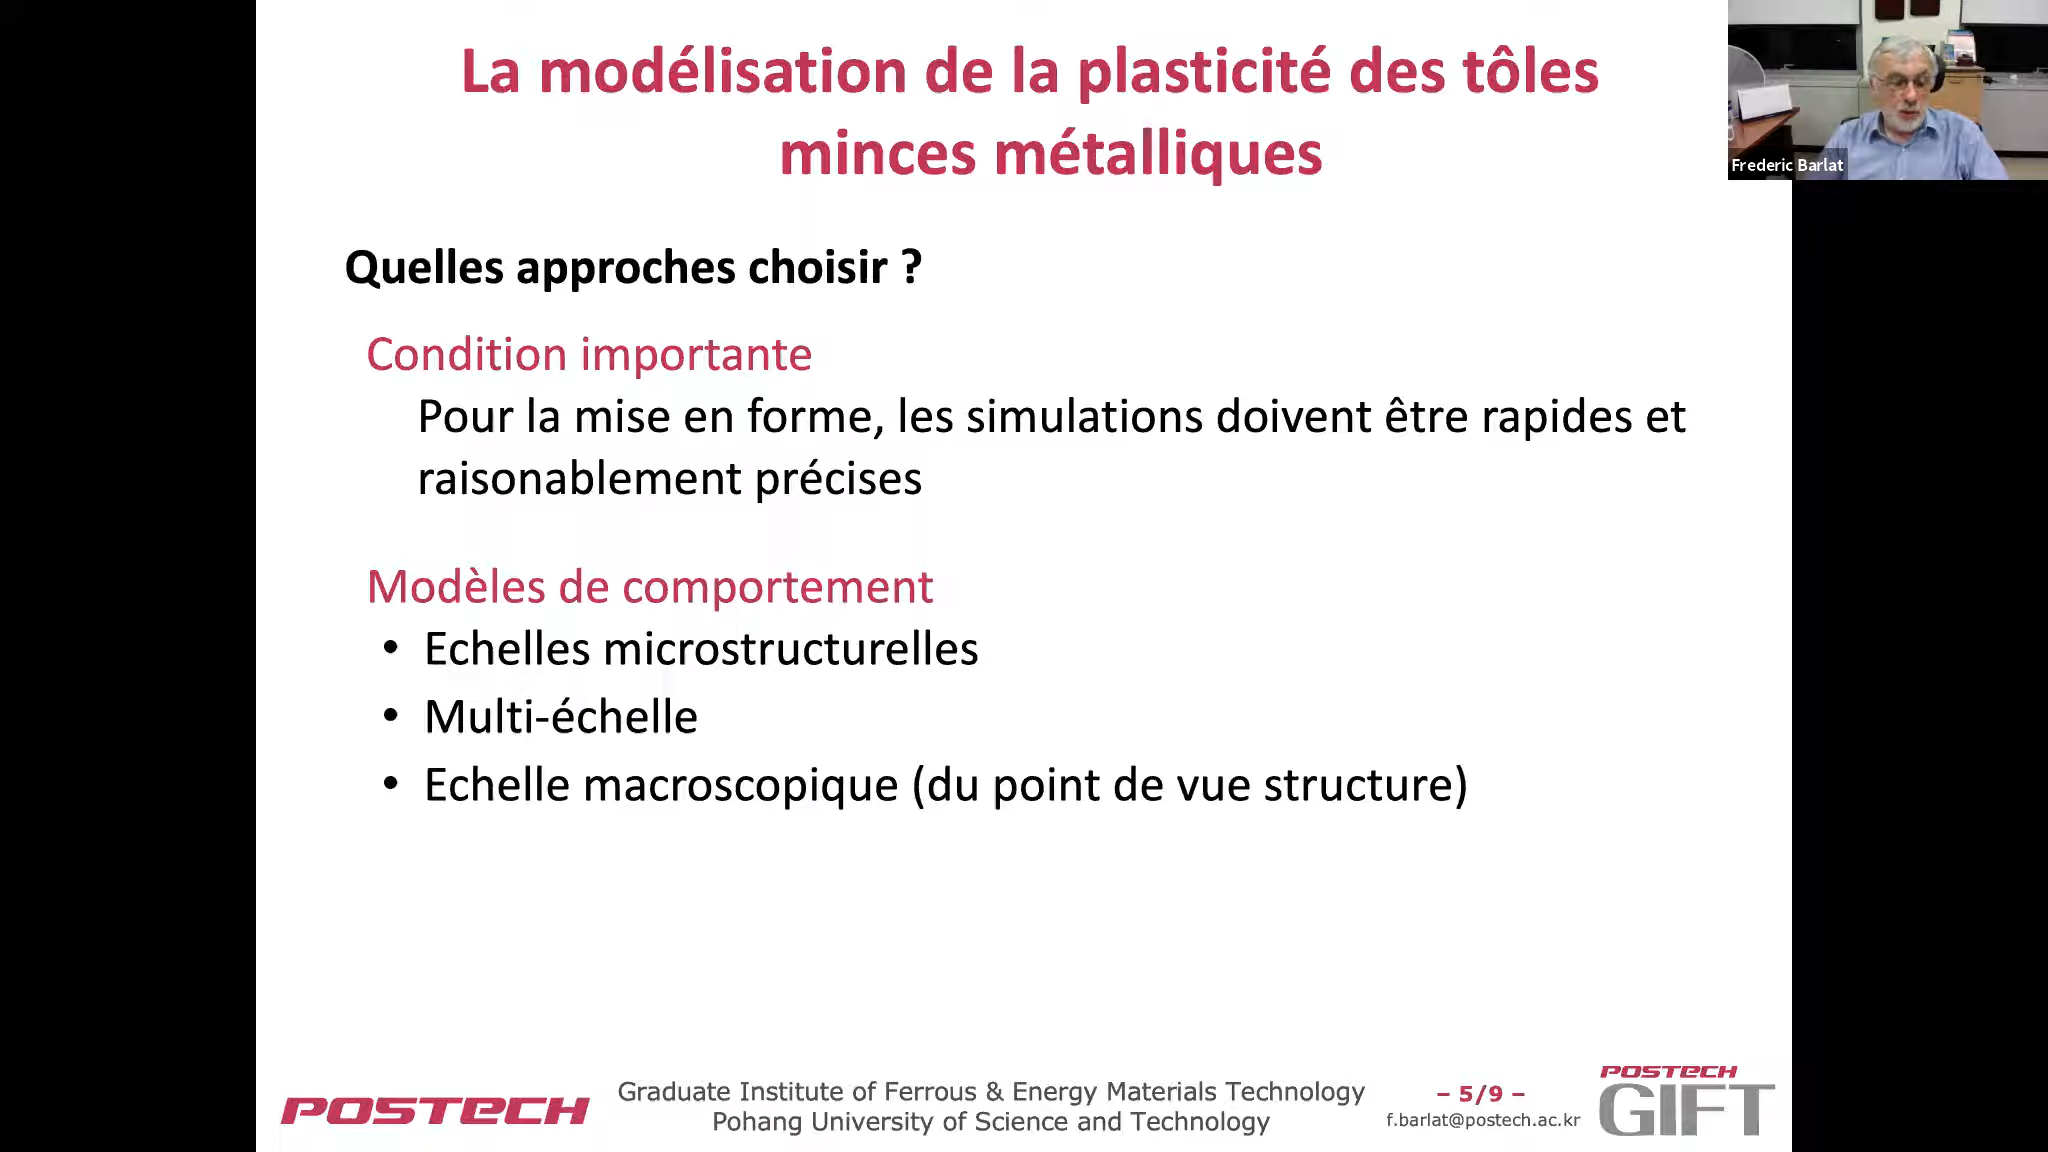 La modélisation de la plasticité des tôles
minces métalliques
Frederic Barlat
Quelles approches choisir ?
Condition importante
Pour la mise en forme, les simulations doivent être rapides et
raisonablement précises
Modèles de comportement
• Echelles microstructurelles
• Multi-échelle
• Echelle macroscopique (du point de vue structure)
POSTECH
Graduate Institute of Ferrous & Energy Materials Technology
Pohang University of Science and Technology
– 5/9 –
f.barlat@postech.ac.kr
POSTECH
GIFT